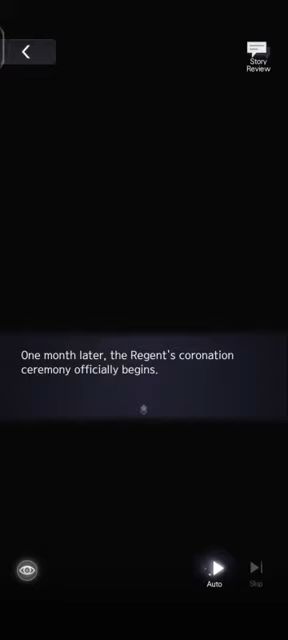 Story
Review
One month later, the Regent's coronation
ceremony officially begins.
Auto
Skip